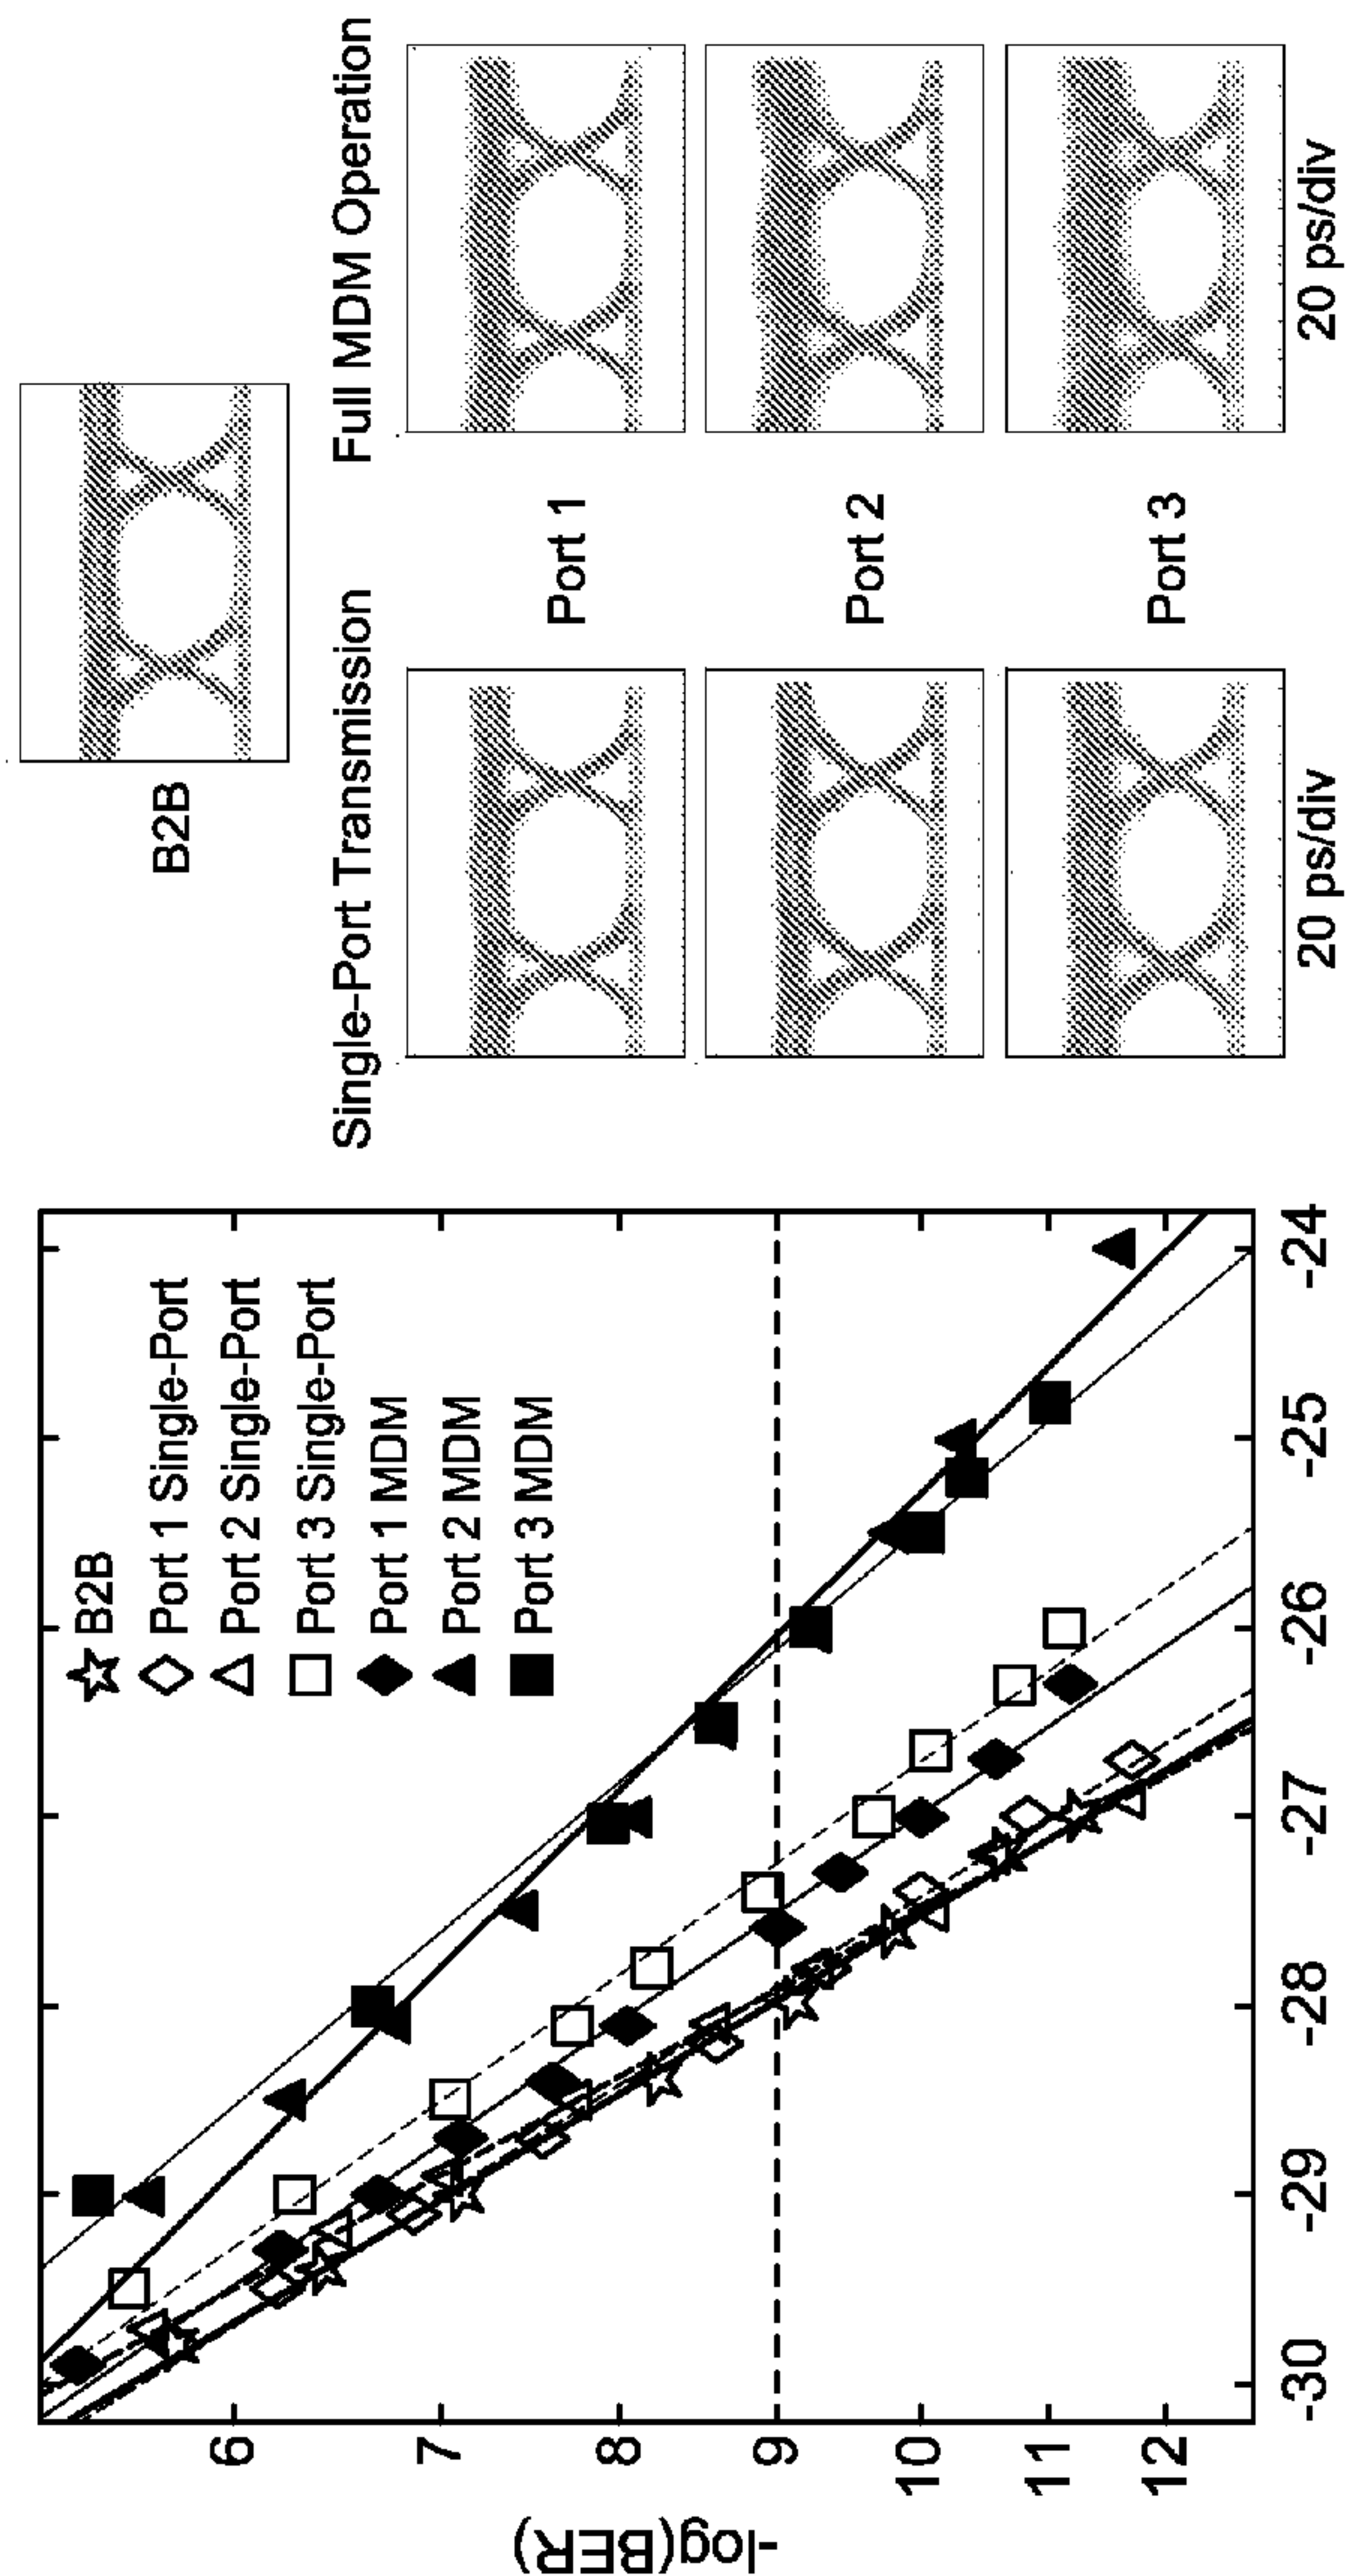 -log(BER)
6
7
8
9
10
11
12
-30
-29
-28
-27
-26
-25
-24
B2B
Port 1 Single-Port
Port 2 Single-Port
Port 3 Single-Port
Port 1 MDM
Port 2 MDM
Port 3 MDM
B2B
Single-Port Transmission
Full MDM Operation
Port 1
Port 2
Port 3
20 ps/div
20 ps/div